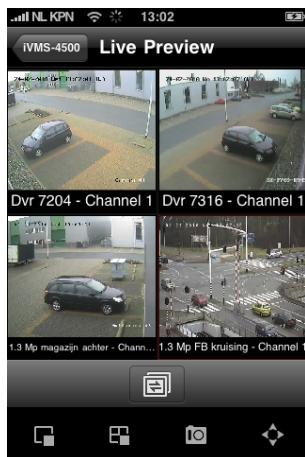 NL KPN 13:02
iVMS-4500 Live Preview
Dvr 7204 - Channel 1 Dvr 7316 - Channel 1
1.3 Mp magazijn achter - Chann... 1.3 Mp FB kruising - Channel 1